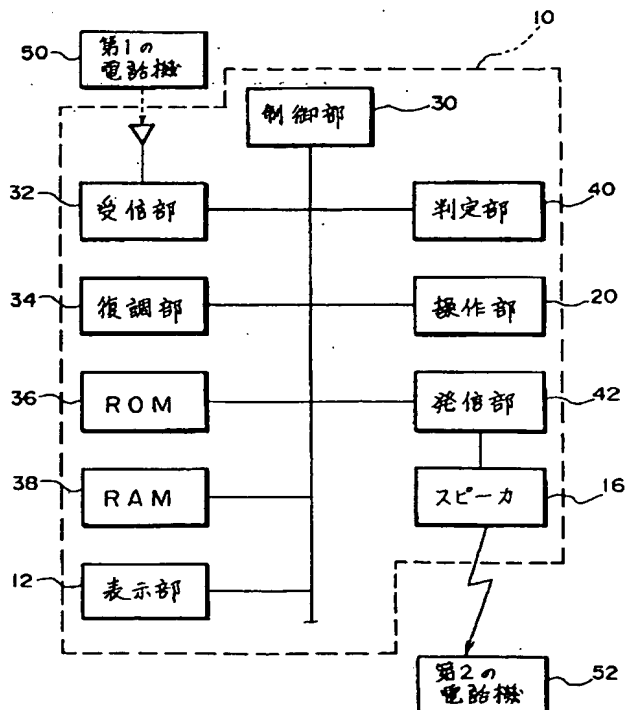 10
50
第1の
電話機
制御部
30
32
受信部
判定部
40
34
復調部
操作部
20
36
ROM
発信部
42
38
RAM
スピーカ
16
12
表示部
第2の
電話機
52